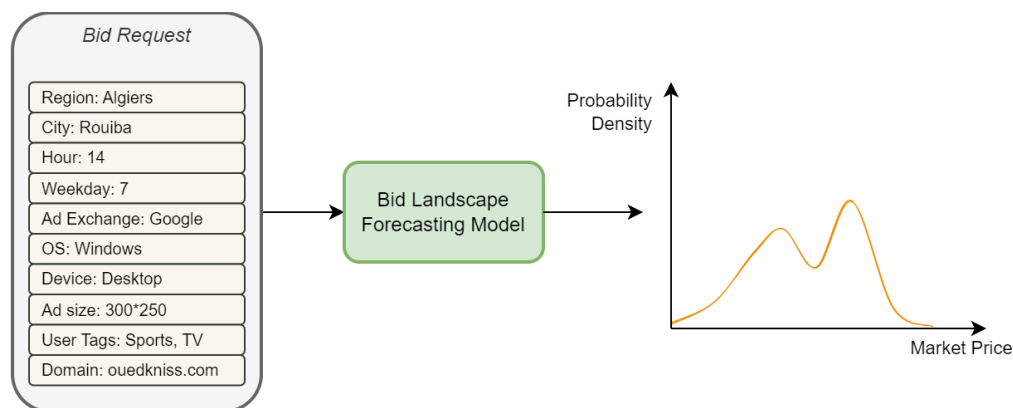 Bid Request
Region: Algiers
City: Rouiba
Hour: 14
Weekday: 7
Ad Exchange: Google
OS: Windows
Device: Desktop
Ad size: 300*250
User Tags: Sports, TV
Domain: ouedkniss.com
Bid Landscape
Forecasting Model
Probability
Density
Market Price